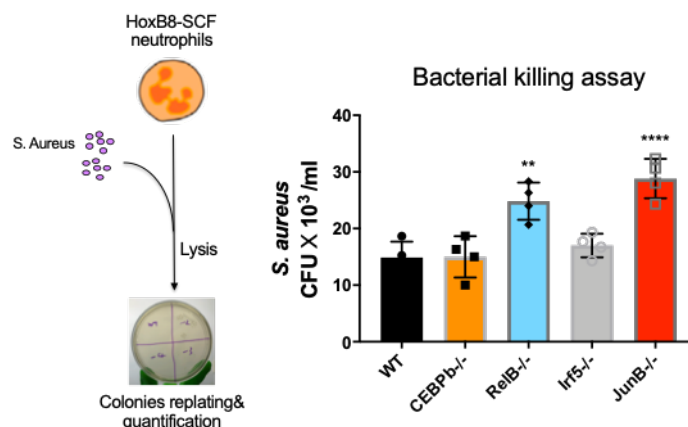 HoxB8-SCF
neutrophils
S. Aureus
Lysis
Colonies replating&
quantification
Bacterial killing assay
S. aureus
CFU X 10³/ml
40
30
20
10
0
**
****
WT
CEBPb-/-
RelB-/-
Irf5-/-
JunB-/-